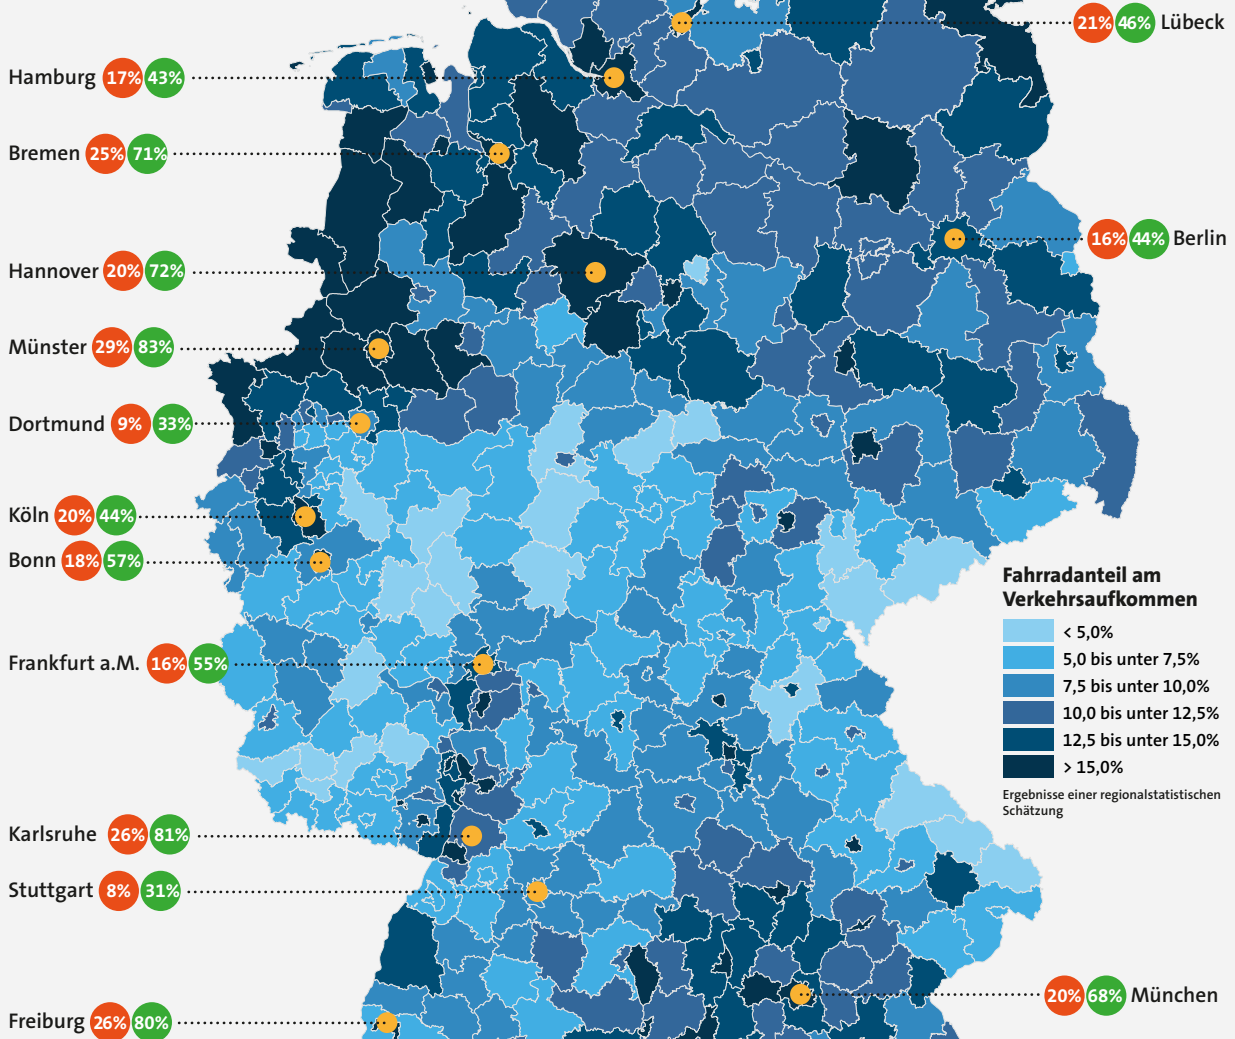 21% 46% Lübeck
Hamburg 17% 43%
Bremen 25% 71%
16% 44% Berlin
Hannover 20% 72%
Münster 29% 83%
Dortmund 9% 33%
Köln 20% 44%
Bonn 18% 57%
Fahrradanteil am
Verkehrsaufkommen
< 5,0%
5,0 bis unter 7,5%
7,5 bis unter 10,0%
10,0 bis unter 12,5%
12,5 bis unter 15,0%
> 15,0%
Ergebnisse einer regionalstatistischen
Schätzung
Frankfurt a.M. 16% 55%
Karlsruhe 26% 81%
Stuttgart 8% 31%
20% 68% München
Freiburg 26% 80%